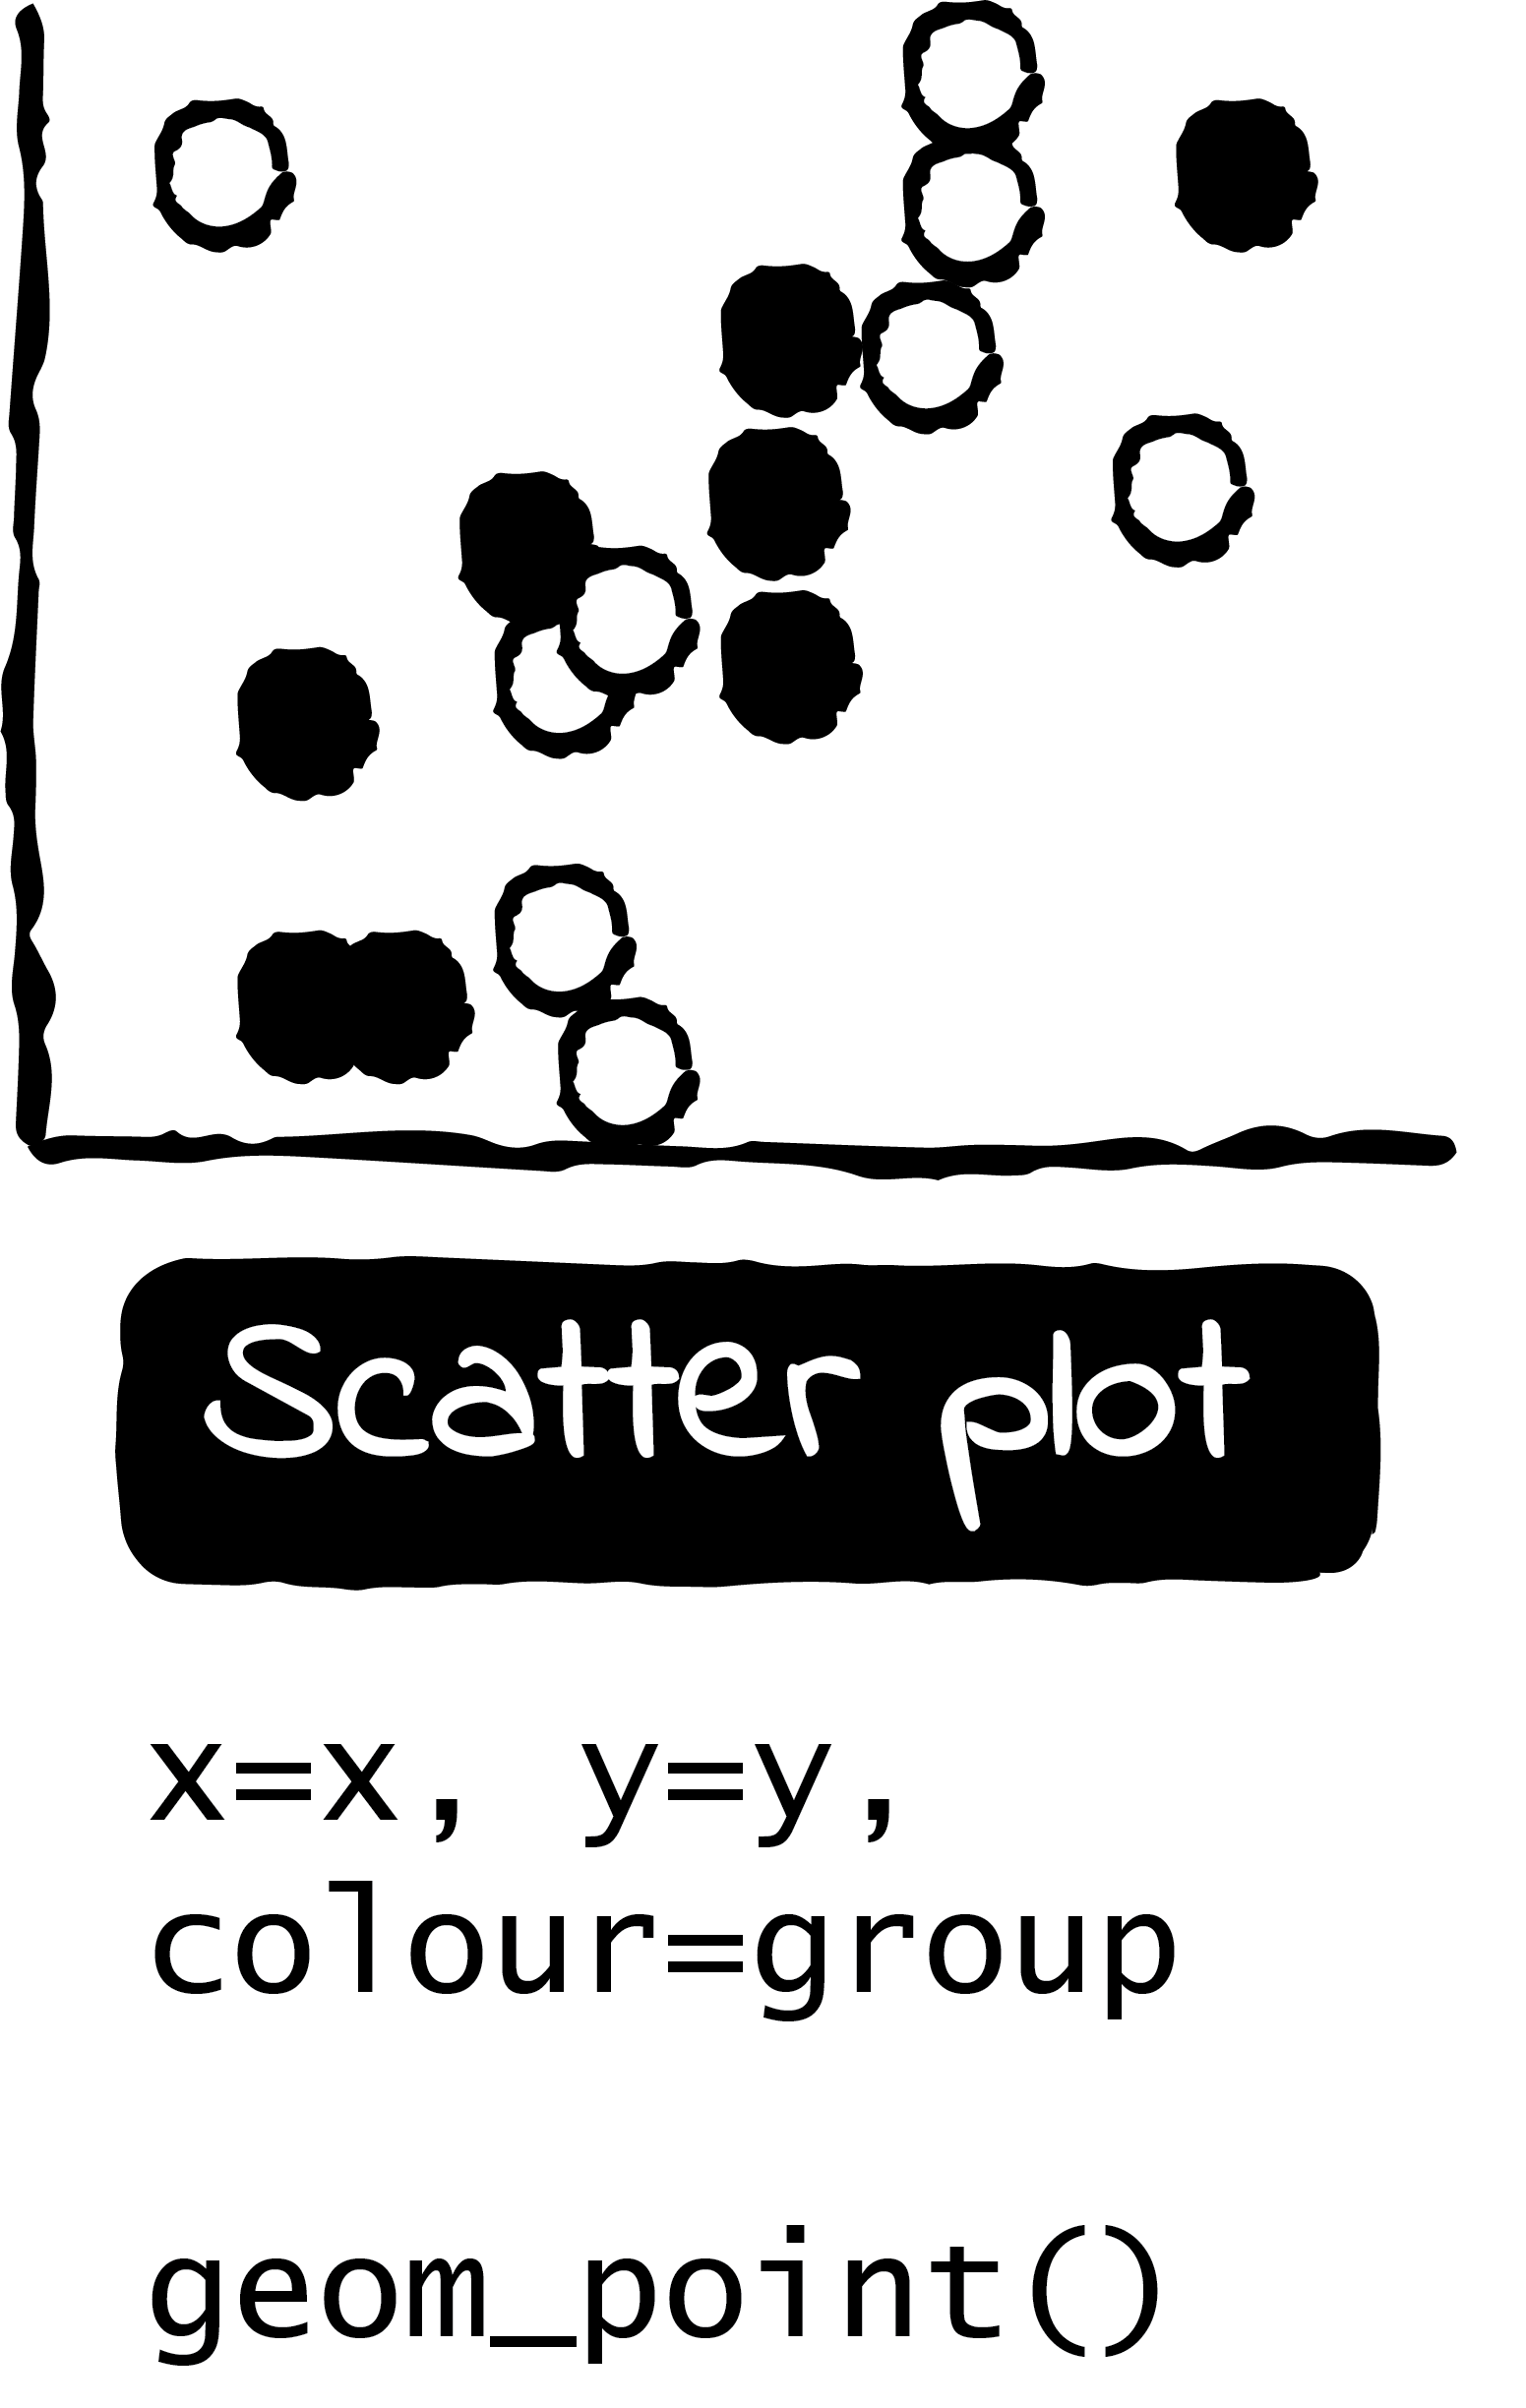 Scatter plot
x=x, y=y,
colour=group
geom_point()